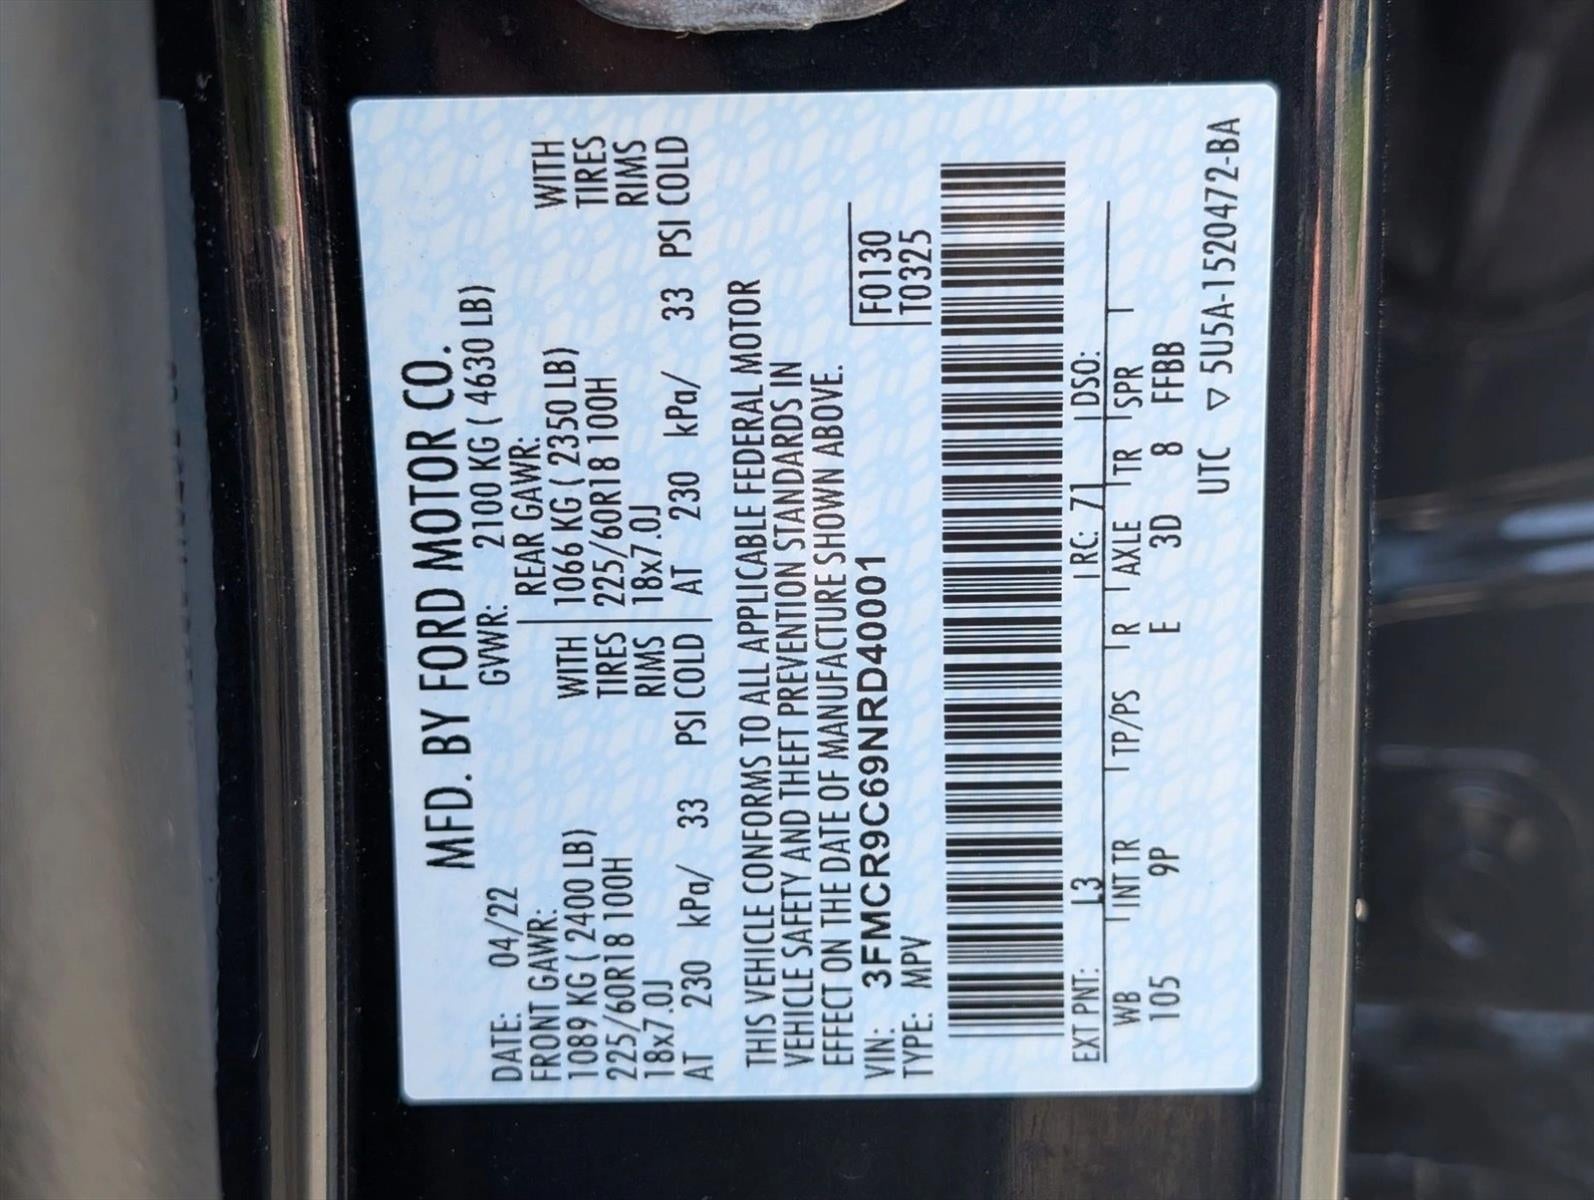 MFD. BY FORD MOTOR CO.
DATE: 04/22 GVWR: 2100 KG ( 4630 LB)
FRONT GAWR: REAR GAWR:
1089 KG ( 2400 LB) WITH 1066 KG ( 2350 LB) WITH
225/60R18 100H TIRES 225/60R18 100H TIRES
18x7.0J RIMS 18x7.0J RIMS
AT 230 kPa/ 33 PSI COLD AT 230 kPa/ 33 PSI COLD
THIS VEHICLE CONFORMS TO ALL APPLICABLE FEDERAL MOTOR
VEHICLE SAFETY AND THEFT PREVENTION STANDARDS IN
EFFECT ON THE DATE OF MANUFACTURE SHOWN ABOVE.
VIN: 3FMCR9C69NRD40001 F0130
TYPE: MPV T0325
EXT PNT: L3 RC: 71 DSO:
WB INT TR TP/PS R AXLE TR SPR
105 9P E 3D 8 FFBB
UTC ▽ 5U5A-1520472-BA